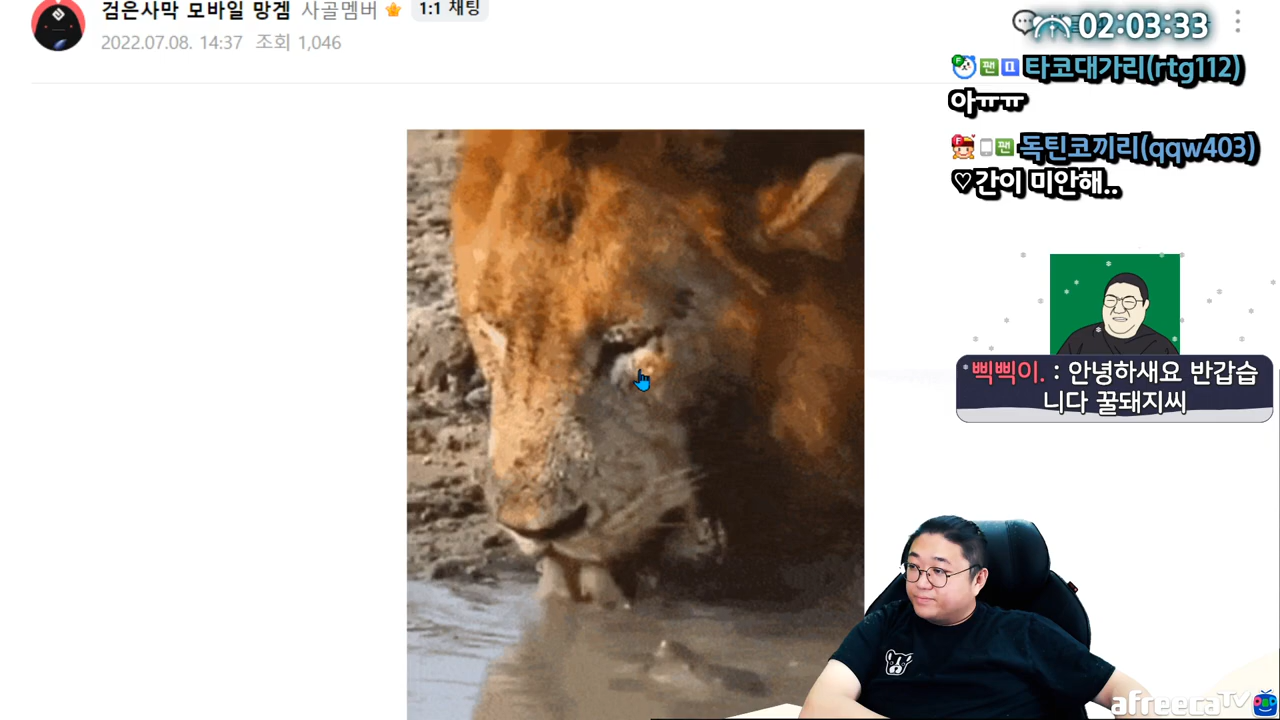 검은사막 모바일 망겜 사골멤버 1:1 채팅
2022.07.08. 14:37 조회 1,046
02:03:33
팬 타코대가리(rtg112)
아ㅠㅠ
팬 독틴코끼리(qqw403)
♡간이 미안해..
삑삑이. : 안녕하새요 반갑습
니다 꿀돼지씨
afreecaTV